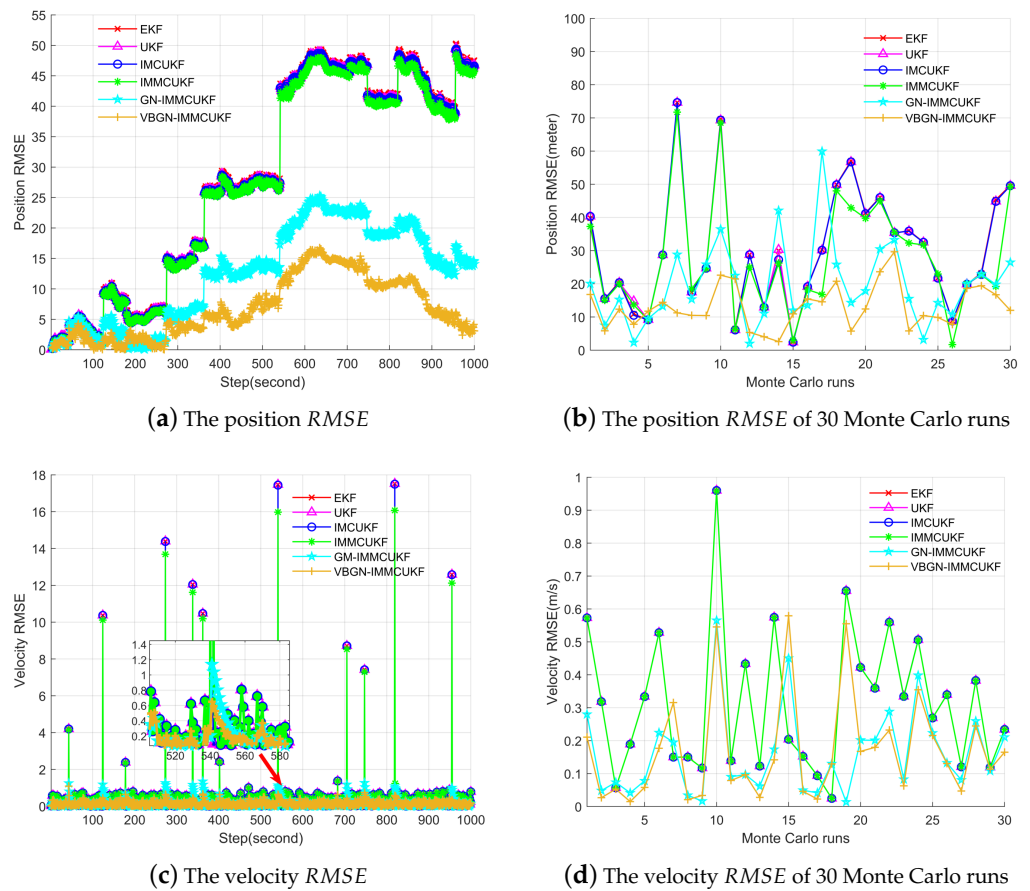 55
50
45
40
35
30
25
20
15
10
5
0
Position RMSE
EKF
UKF
IMCUKF
IMMCUKF
GN-IMMCUKF
VBGN-IMMCUKF
100 200 300 400 500 600 700 800 900 1000
Step(second)
(a) The position RMSE
100
90
80
70
60
50
40
30
20
10
0
Position RMSE(meter)
EKF
UKF
IMCUKF
IMMCUKF
GN-IMMCUKF
VBGN-IMMCUKF
5 10 15 20 25 30
Monte Carlo runs
(b) The position RMSE of 30 Monte Carlo runs
18
16
14
12
10
8
6
4
2
0
Velocity RMSE
EKF
UKF
IMCUKF
IMMCUKF
GM-IMMCUKF
VBGN-IMMCUKF
1.4
1.2
1
0.8
0.6
0.4
0.2
520 540 560 580
100 200 300 400 500 600 700 800 900 1000
Step(second)
(c) The velocity RMSE
1
0.9
0.8
0.7
0.6
0.5
0.4
0.3
0.2
0.1
0
Velocity RMSE(m/s)
EKF
UKF
IMCUKF
IMMCUKF
GN-IMMCUKF
VBGN-IMMCUKF
5 10 15 20 25 30
Monte Carlo runs
(d) The velocity RMSE of 30 Monte Carlo runs